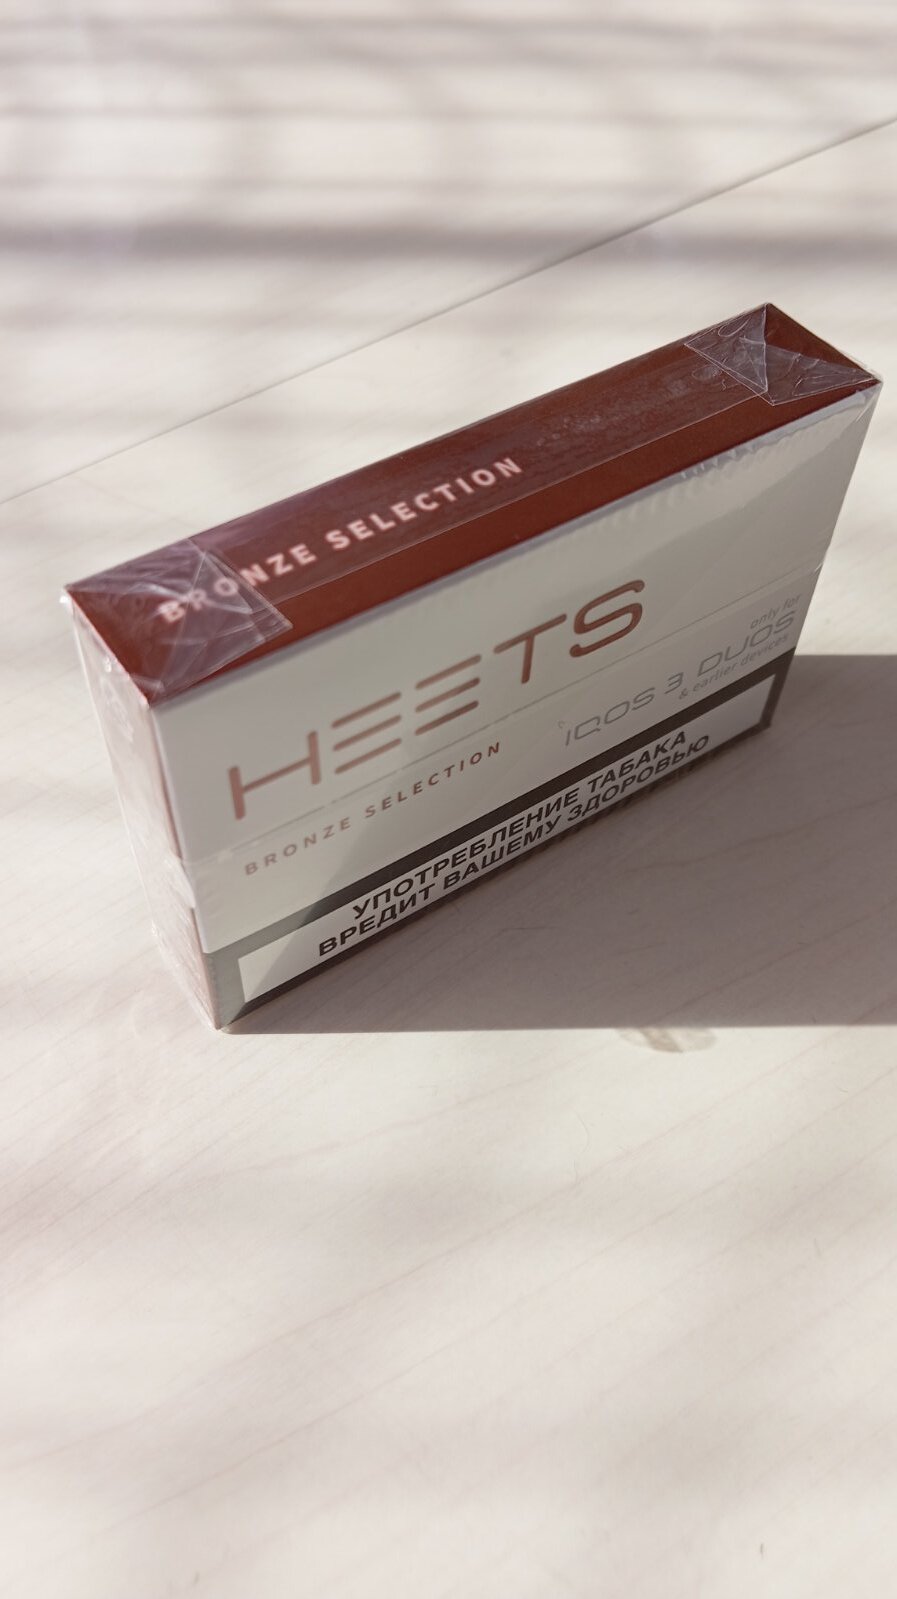 BRONZE SELECTION
HEETS
BRONZE SELECTION
only for
IQOS 3 DUOS
& earlier devices
УПОТРЕБЛЕНИЕ ТАБАКА
ВРЕДИТ ВАШЕМУ ЗДОРОВЬЮ